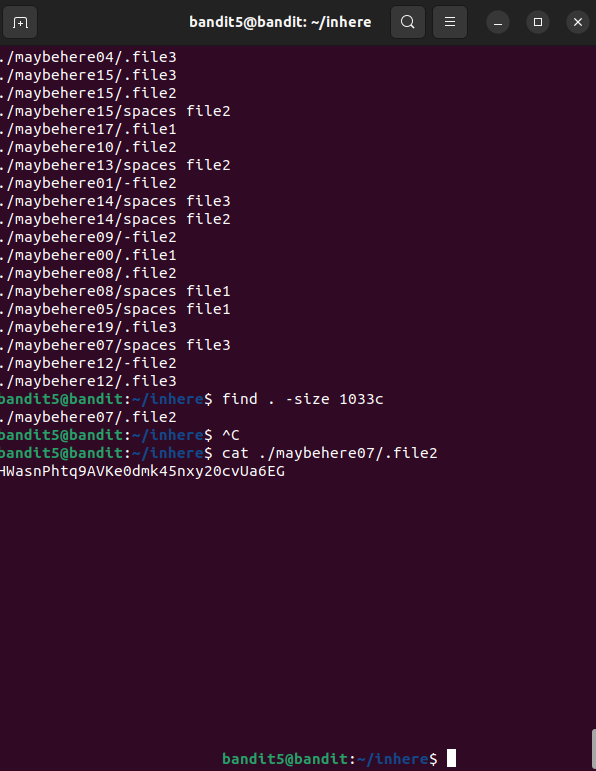 bandit5@bandit: ~/inhere
./maybehere04/.file3
./maybehere15/.file3
./maybehere15/.file2
./maybehere15/spaces file2
./maybehere17/.file1
./maybehere10/.file2
./maybehere13/spaces file2
./maybehere01/-file2
./maybehere14/spaces file3
./maybehere14/spaces file2
./maybehere09/-file2
./maybehere00/.file1
./maybehere08/.file2
./maybehere08/spaces file1
./maybehere05/spaces file1
./maybehere19/.file3
./maybehere07/spaces file3
./maybehere12/-file2
./maybehere12/.file3
bandit5@bandit:~/inhere$ find . -size 1033c
./maybehere07/.file2
bandit5@bandit:~/inhere$ ^C
bandit5@bandit:~/inhere$ cat ./maybehere07/.file2
HWasnPhtq9AVKe0dmk45nxy20cvUa6EG
bandit5@bandit:~/inhere$